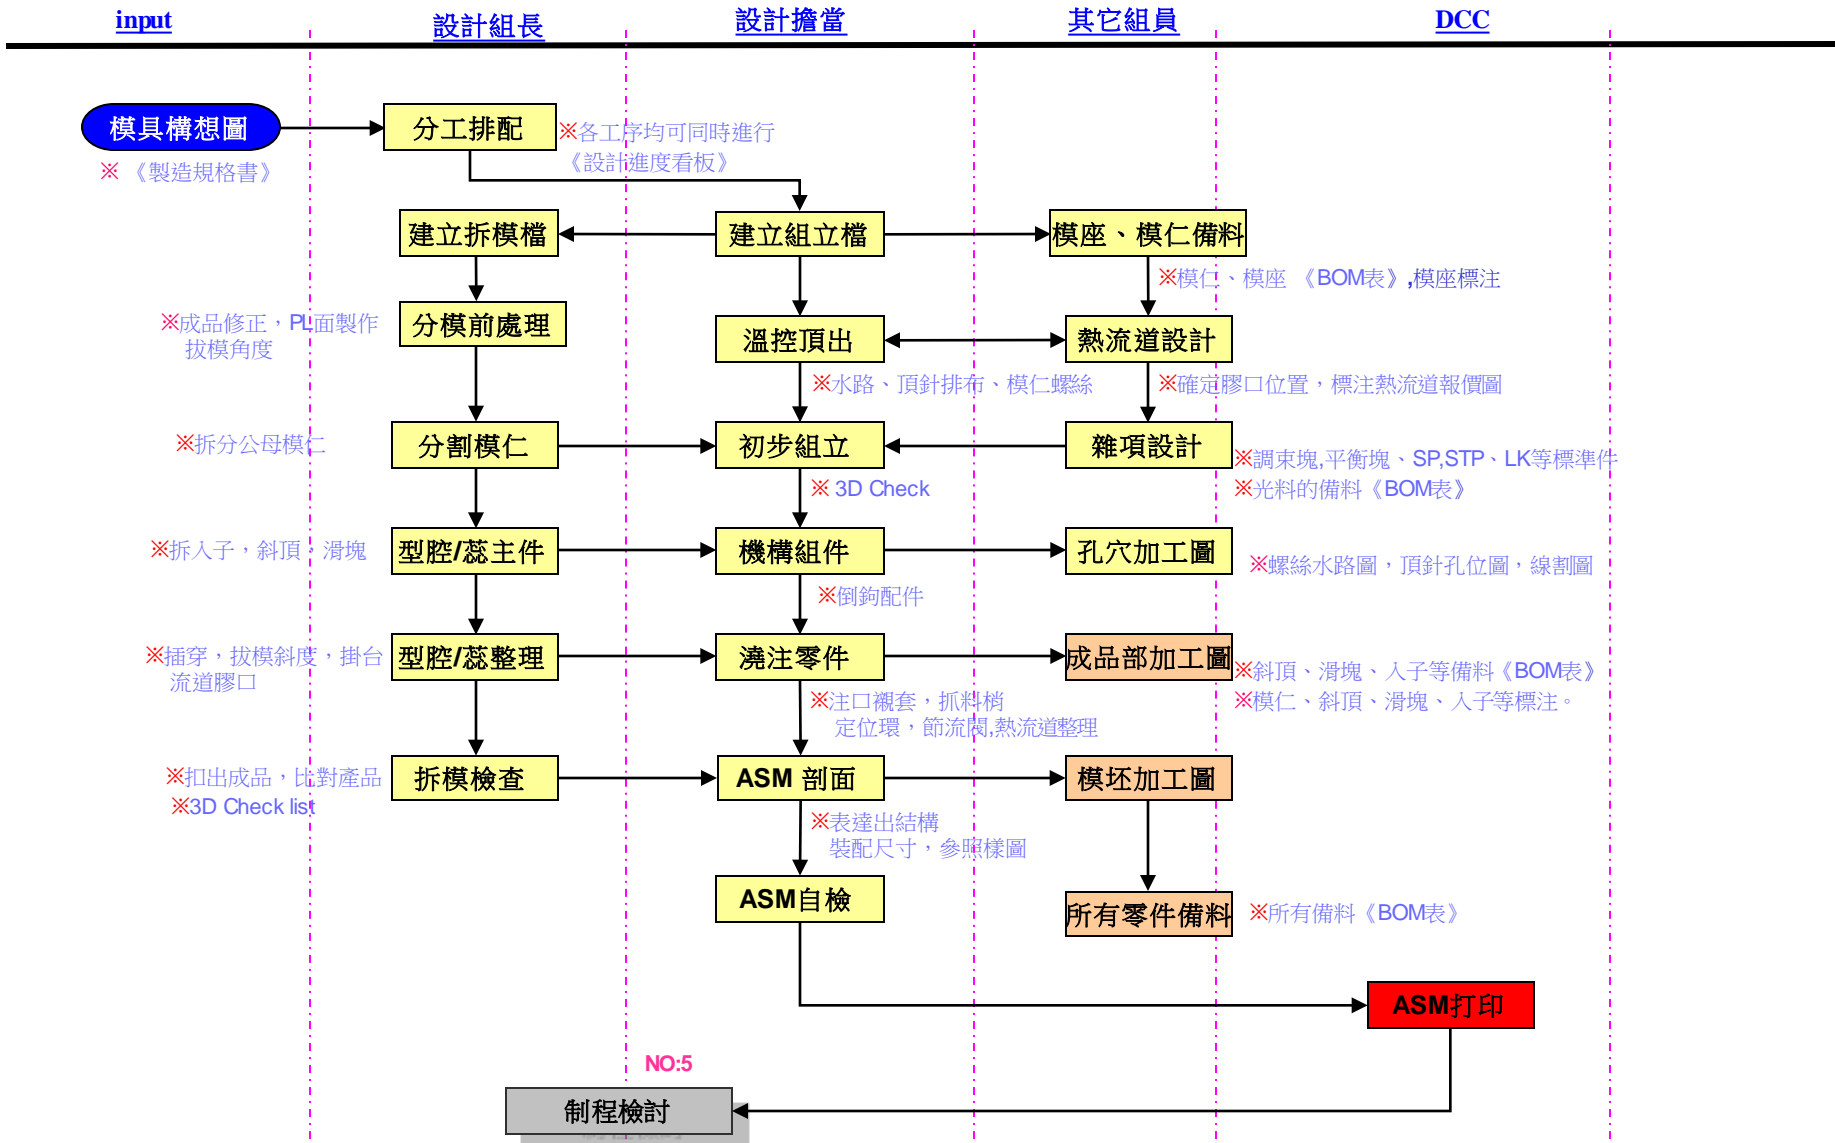 input
設計組長
設計擔當
其它組員
DCC
模具構想圖
分工排配
※各工序均可同時進行
《設計進度看板》
※ 《製造規格書》
建立拆模檔
建立組立檔
模座、模仁備料
※模仁、模座 《BOM表》,模座標注
※成品修正，PL面製作
拔模角度
分模前處理
溫控頂出
熱流道設計
※水路、頂針排布、模仁螺絲
※確定膠口位置，標注熱流道報價圖
※拆分公母模仁
分割模仁
初步組立
雜項設計
※調束塊,平衡塊、SP,STP、LK等標準件
※光料的備料《BOM表》
※ 3D Check
※拆入子，斜頂，滑塊
型腔/蕊主件
機構組件
孔穴加工圖
※螺絲水路圖，頂針孔位圖，線割圖
※倒鉤配件
※插穿，拔模斜度，掛台
流道膠口
型腔/蕊整理
澆注零件
成品部加工圖
※斜頂、滑塊、入子等備料《BOM表》
※模仁、斜頂、滑塊、入子等標注。
※注口襯套，抓料梢
定位環，節流閥,熱流道整理
※扣出成品，比對產品
※3D Check list
拆模檢查
ASM 剖面
模坯加工圖
※表達出結構
裝配尺寸，參照樣圖
ASM自檢
所有零件備料
※所有備料《BOM表》
ASM打印
NO:5
制程檢討